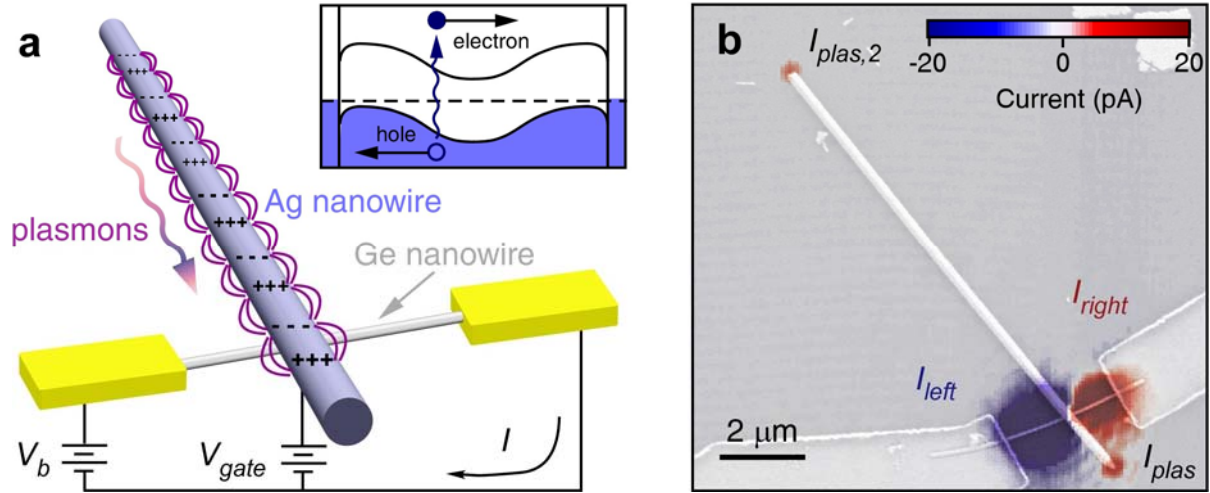 a
electron
hole
Ag nanowire
plasmons
Ge nanowire
+++
- - -
+++
- - -
+++
- - -
+++
- - -
+++
- - -
+++
- - -
+++
V_b
V_gate
I
b
I_plas,2
-20
0
20
Current (pA)
I_right
I_left
2 μm
I_plas